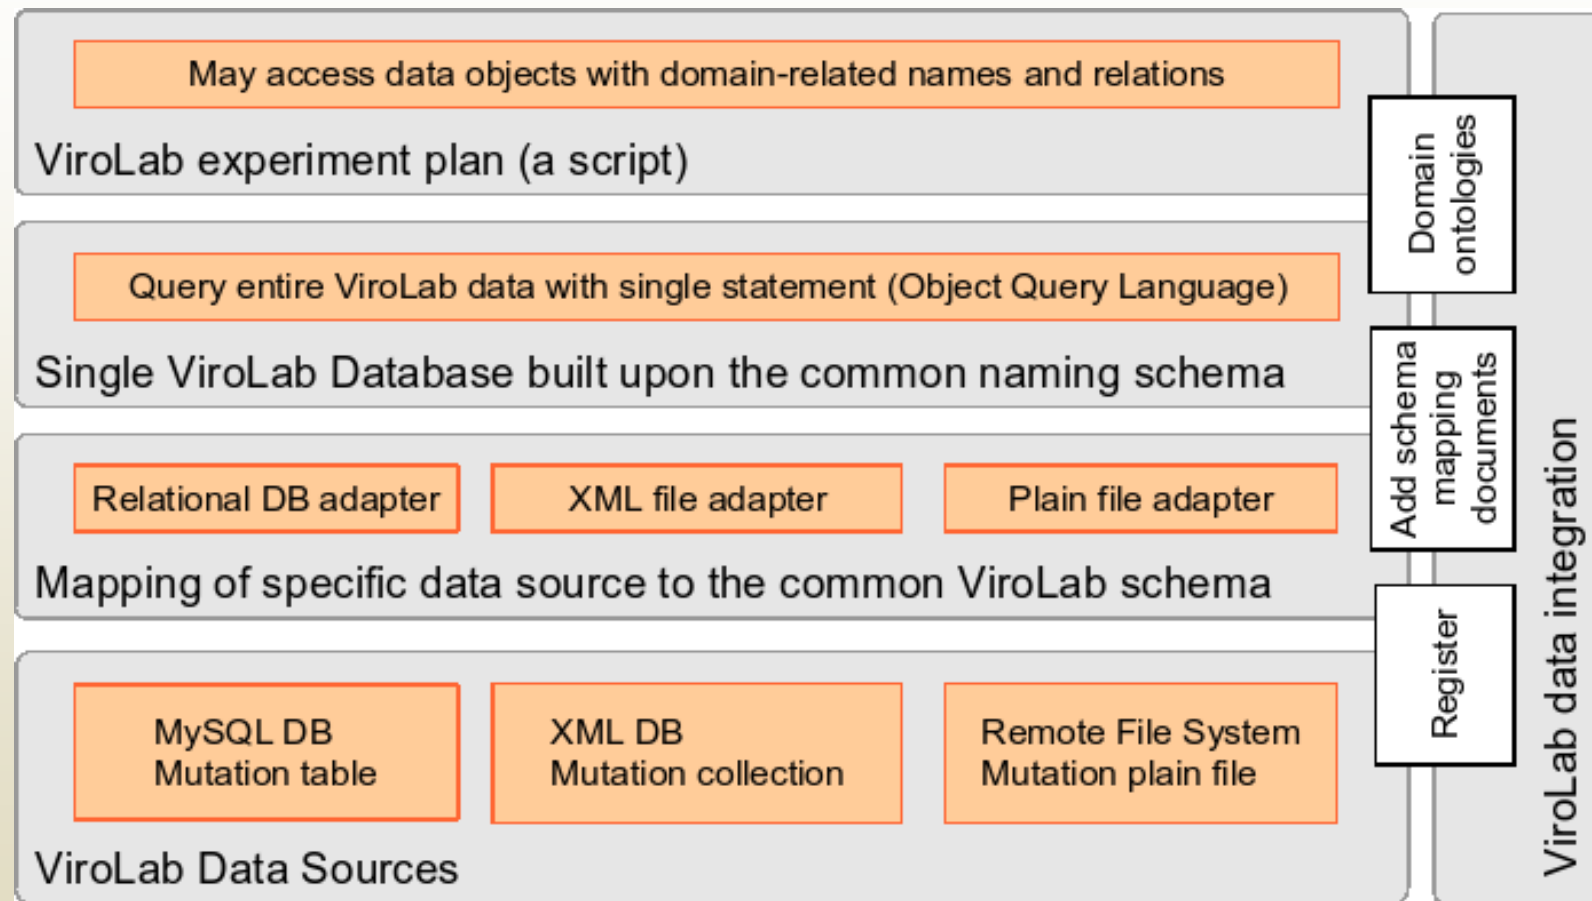 May access data objects with domain-related names and relations
ViroLab experiment plan (a script)
Domain
ontologies
Query entire ViroLab data with single statement (Object Query Language)
Single ViroLab Database built upon the common naming schema
Add schema
mapping
documents
Relational DB adapter
XML file adapter
Plain file adapter
Mapping of specific data source to the common ViroLab schema
Register
MySQL DB
Mutation table
XML DB
Mutation collection
Remote File System
Mutation plain file
ViroLab Data Sources
ViroLab data integration